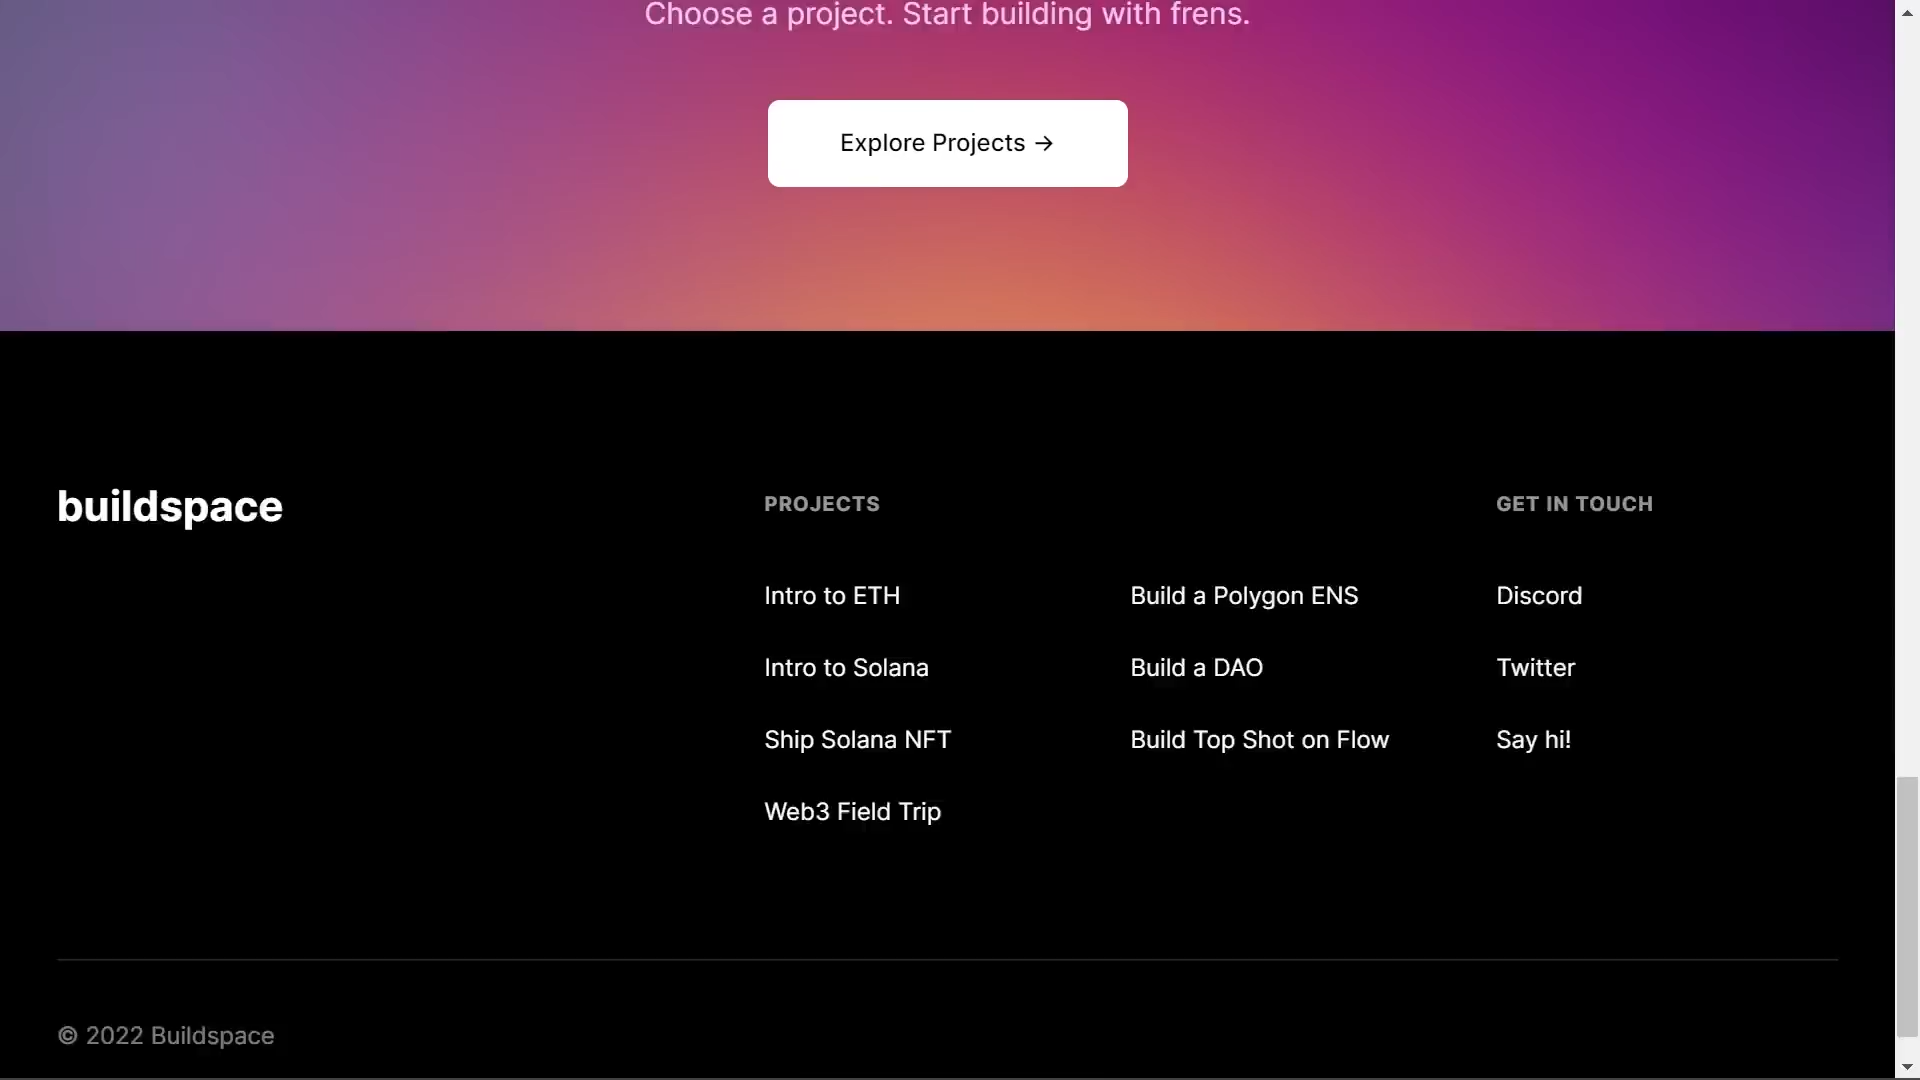 Choose a project. Start building with frens.
Explore Projects →
buildspace
PROJECTS
Intro to ETH
Intro to Solana
Ship Solana NFT
Web3 Field Trip
Build a Polygon ENS
Build a DAO
Build Top Shot on Flow
GET IN TOUCH
Discord
Twitter
Say hi!
© 2022 Buildspace